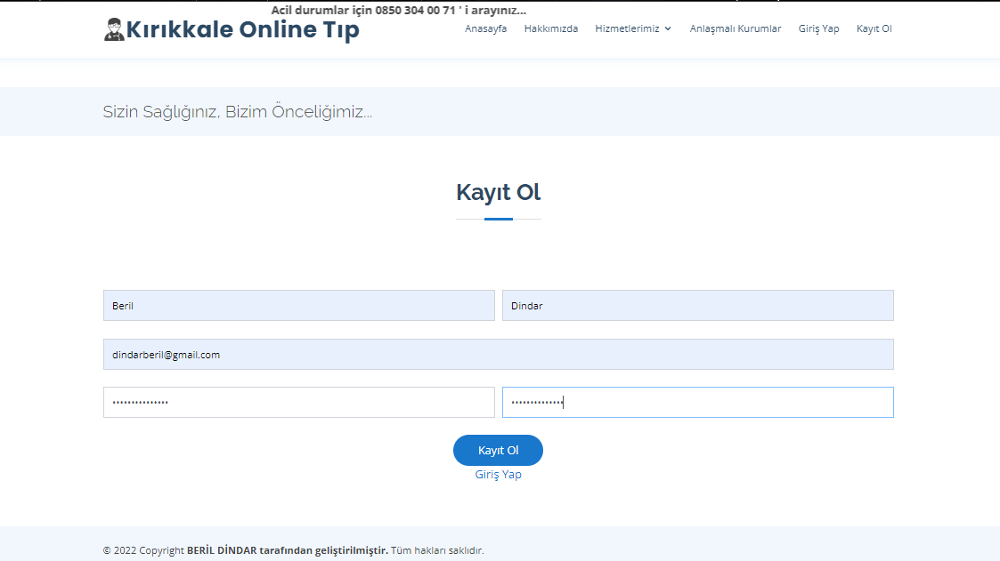 Acil durumlar için 0850 304 00 71 ' i arayınız...
Kırıkkale Online Tıp
Anasayfa Hakkımızda Hizmetlerimiz Anlaşmalı Kurumlar Giriş Yap Kayıt Ol
Sizin Sağlığınız, Bizim Önceliğimiz...
Kayıt Ol
Beril Dindar
dindarberil@gmail.com
Kayıt Ol
Giriş Yap
© 2022 Copyright BERİL DİNDAR tarafından geliştirilmiştir. Tüm hakları saklıdır.